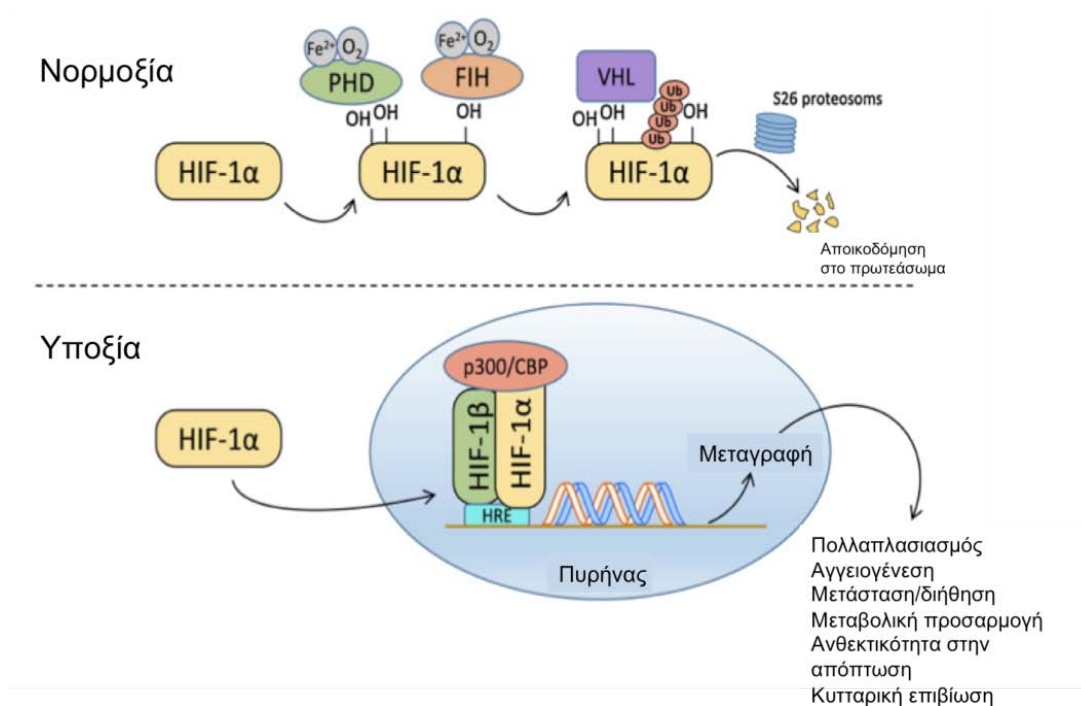 Νορμοξία
Fe²⁺ O₂
PHD
OH OH
Fe²⁺ O₂
FIH
OH
VHL
Ub
Ub
Ub
Ub
OH OH
OH
S26 proteosoms
HIF-1α
HIF-1α
HIF-1α
Αποικοδόμηση
στο πρωτεάσωμα
Υποξία
HIF-1α
p300/CBP
HIF-1β
HIF-1α
HRE
Μεταγραφή
Πυρήνας
Πολλαπλασιασμός
Αγγειογένεση
Μετάσταση/διήθηση
Μεταβολική προσαρμογή
Ανθεκτικότητα στην
απόπτωση
Κυτταρική επιβίωση